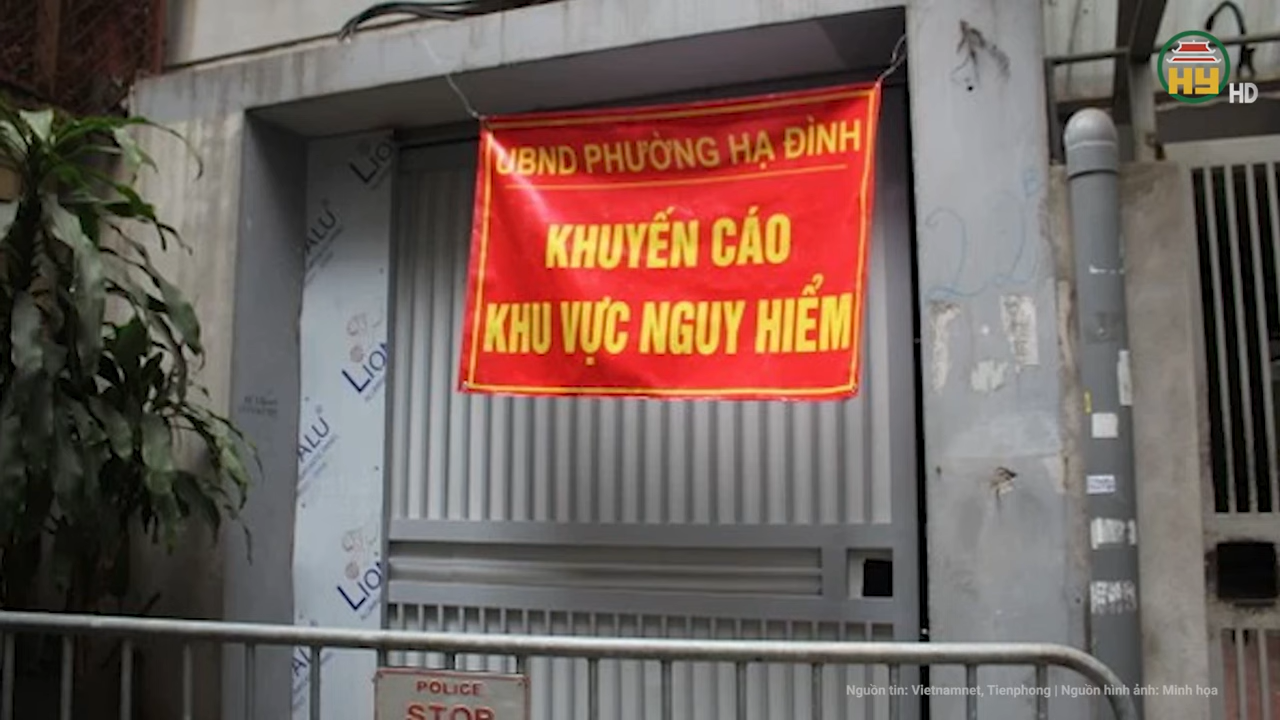 HY HD
UBND PHƯỜNG HẠ ĐÌNH
KHUYẾN CÁO
KHU VỰC NGUY HIỂM
LION
ALU
LION
ALU
LION
22B
POLICE
STOP
Nguồn tin: Vietnamnet, Tienphong | Nguồn hình ảnh: Minh họa